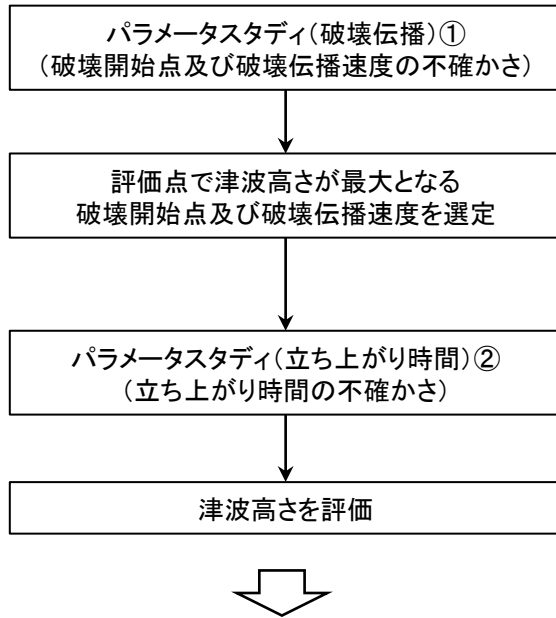 パラメータスタディ(破壊伝播)①
(破壊開始点及び破壊伝播速度の不確かさ)
評価点で津波高さが最大となる
破壊開始点及び破壊伝播速度を選定
パラメータスタディ(立ち上がり時間)②
(立ち上がり時間の不確かさ)
津波高さを評価